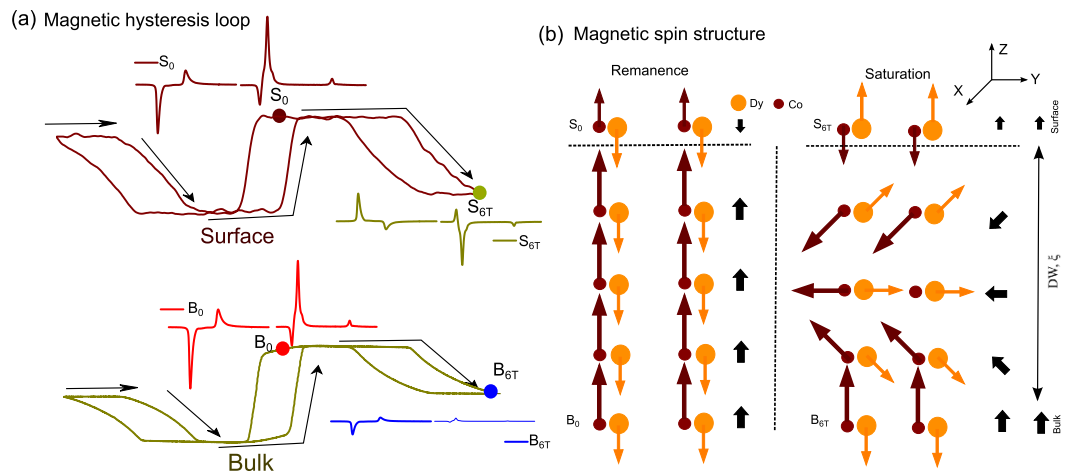 (a) Magnetic hysteresis loop
S₀
S₀
Surface
S₆T
S₆T
B₀
B₀
B₆T
B₆T
Bulk
(b) Magnetic spin structure
Remanence
Saturation
Z
Y
X
Dy
Co
S₀
S₆T
Surface
DW, ξ
B₀
B₆T
Bulk